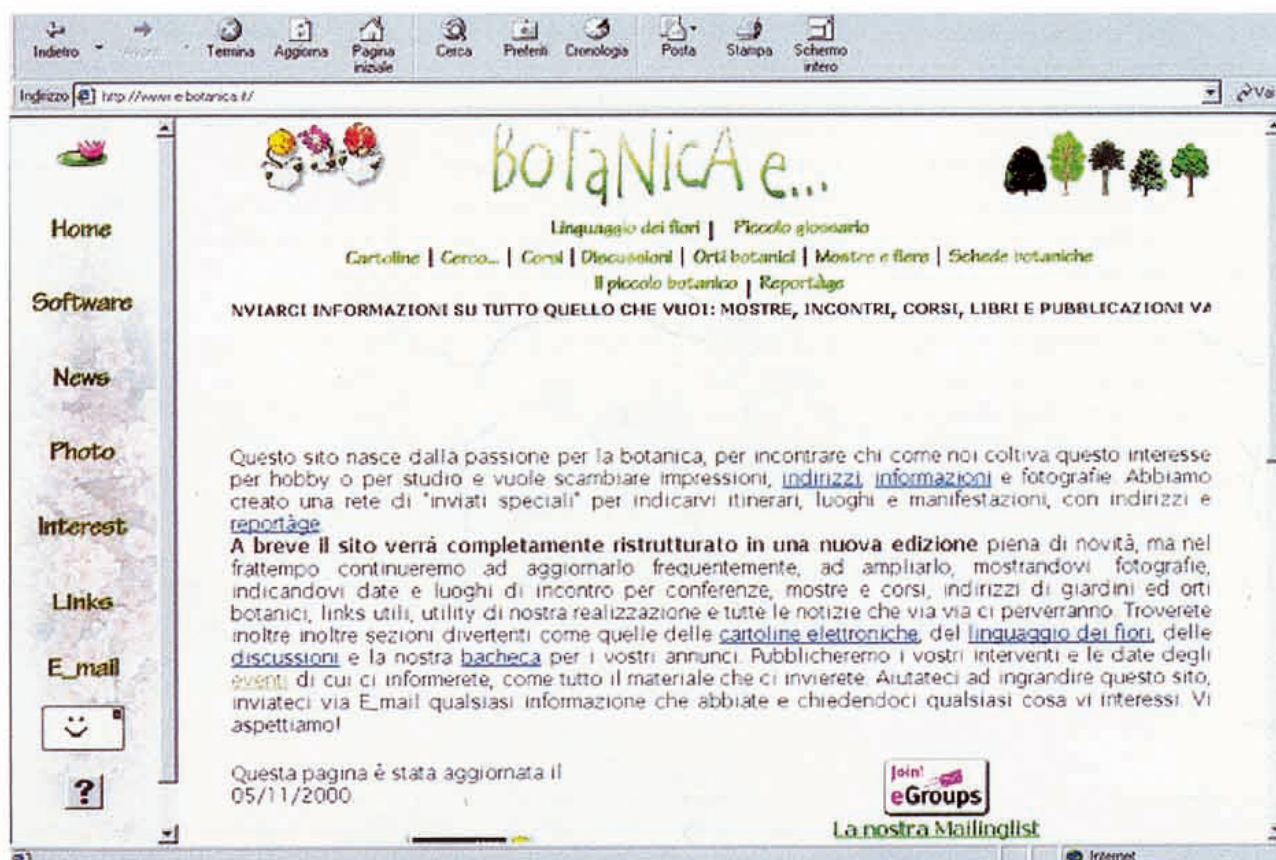 Indietro
Avanti
Termina
Aggiorna
Pagina iniziale
Cerca
Preferiti
Cronologia
Posta
Stampa
Schermo intero
Indirizzo http://www.e-botanica.it/
Vai
Home
Software
News
Photo
Interest
Links
E_mail
?
BoTaNicA e...
Linguaggio dei fiori | Piccolo glossario
Cartoline | Cerco... | Corsi | Discussioni | Orti botanici | Mostre e fiere | Schede botaniche
Il piccolo botanico | Reportàge
NVIARCI INFORMAZIONI SU TUTTO QUELLO CHE VUOI: MOSTRE, INCONTRI, CORSI, LIBRI E PUBBLICAZIONI VA
Questo sito nasce dalla passione per la botanica, per incontrare chi come noi coltiva questo interesse
per hobby o per studio e vuole scambiare impressioni, indirizzi, informazioni e fotografie. Abbiamo
creato una rete di "inviati speciali" per indicarvi itinerari, luoghi e manifestazioni, con indirizzi e
reportàge
A breve il sito verrà completamente ristrutturato in una nuova edizione piena di novità, ma nel
frattempo continueremo ad aggiornarlo frequentemente, ad ampliarlo, mostrandovi fotografie,
indicandovi date e luoghi di incontro per conferenze, mostre e corsi, indirizzi di giardini ed orti
botanici, links utili, utility di nostra realizzazione e tutte le notizie che via via ci perverranno. Troverete
inoltre inoltre sezioni divertenti come quelle delle cartoline elettroniche, del linguaggio dei fiori, delle
discussioni e la nostra bacheca per i vostri annunci. Pubblicheremo i vostri interventi e le date degli
eventi di cui ci informerete, come tutto il materiale che ci invierete. Aiutateci ad ingrandire questo sito,
inviateci via E_mail qualsiasi informazione che abbiate e chiedendoci qualsiasi cosa vi interessi. Vi
aspettiamo!
Questa pagina è stata aggiornata il
05/11/2000
Join!
eGroups
La nostra Mailinglist
Internet